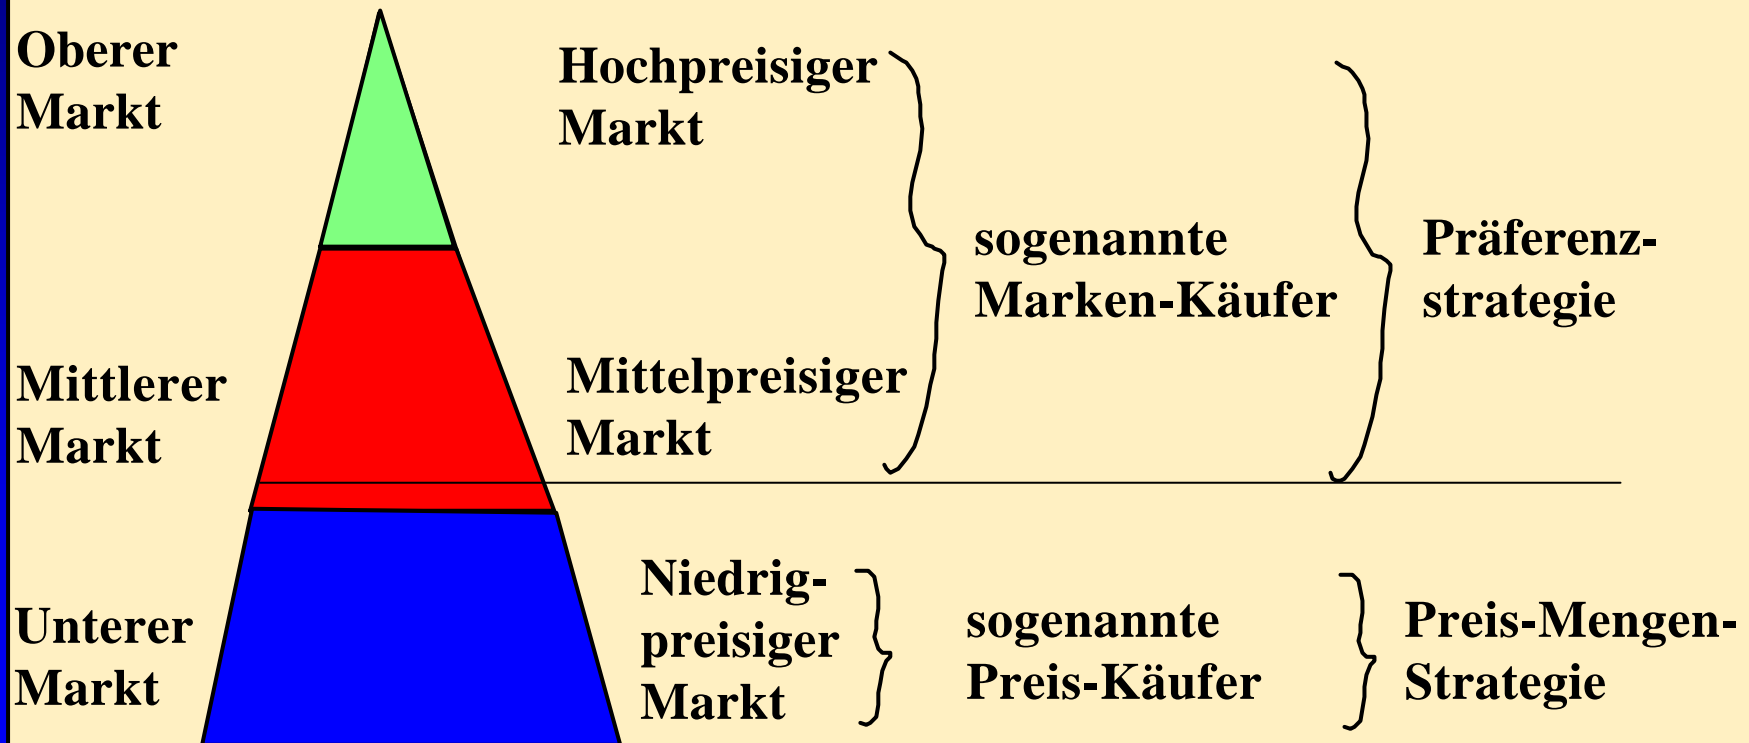 Oberer
Markt
Hochpreisiger
Markt
sogenannte
Marken-Käufer
Präferenz-
strategie
Mittlerer
Markt
Mittelpreisiger
Markt
Unterer
Markt
Niedrig-
preisiger
Markt
sogenannte
Preis-Käufer
Preis-Mengen-
Strategie